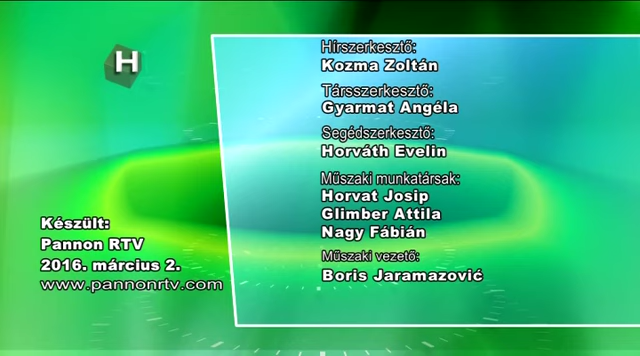 H
Hírszerkesztő:
Kozma Zoltán
Társszerkesztő:
Gyarmat Angéla
Segédszerkesztő:
Horváth Evelin
Műszaki munkatársak:
Horvat Josip
Glimber Attila
Nagy Fábián
Műszaki vezető:
Boris Jaramazović
Készült:
Pannon RTV
2016. március 2.
www.pannonrtv.com